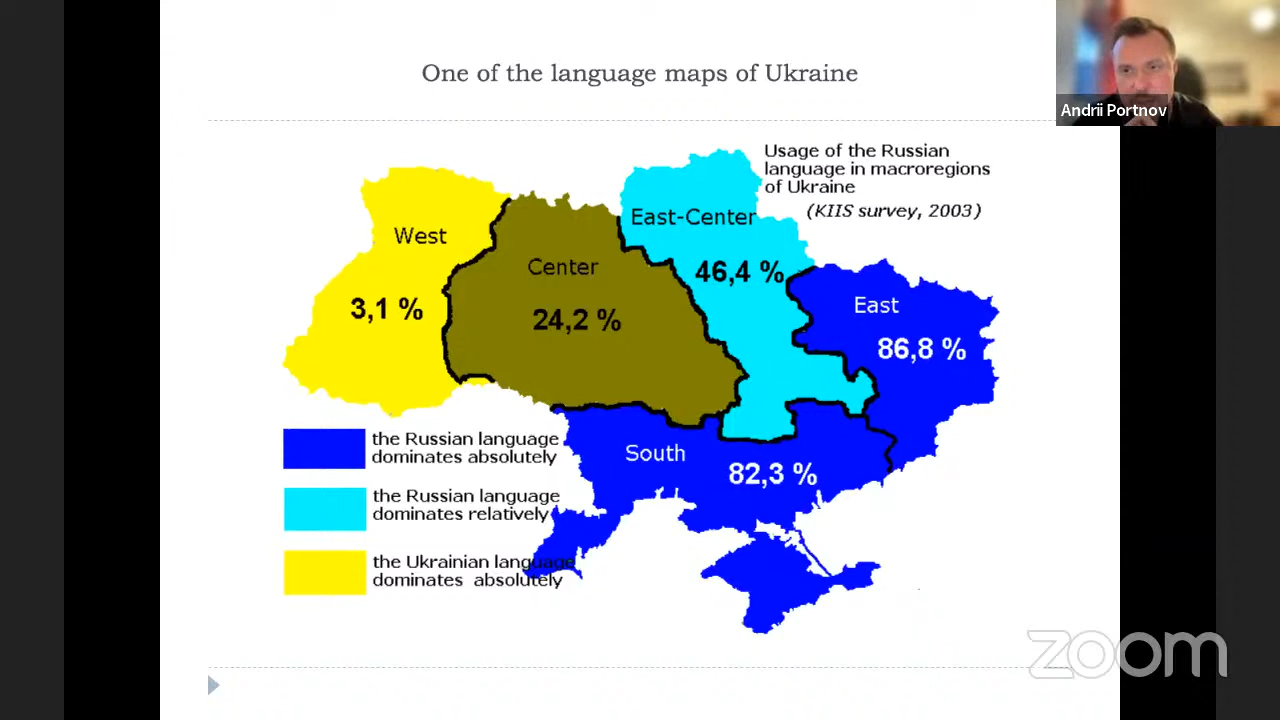 One of the language maps of Ukraine
Andrii Portnov
Usage of the Russian
language in macroregions
of Ukraine
(KIIS survey, 2003)
West
3,1 %
Center
24,2 %
East-Center
46,4 %
East
86,8 %
South
82,3 %
the Russian language
dominates absolutely
the Russian language
dominates relatively
the Ukrainian language
dominates absolutely
zoom